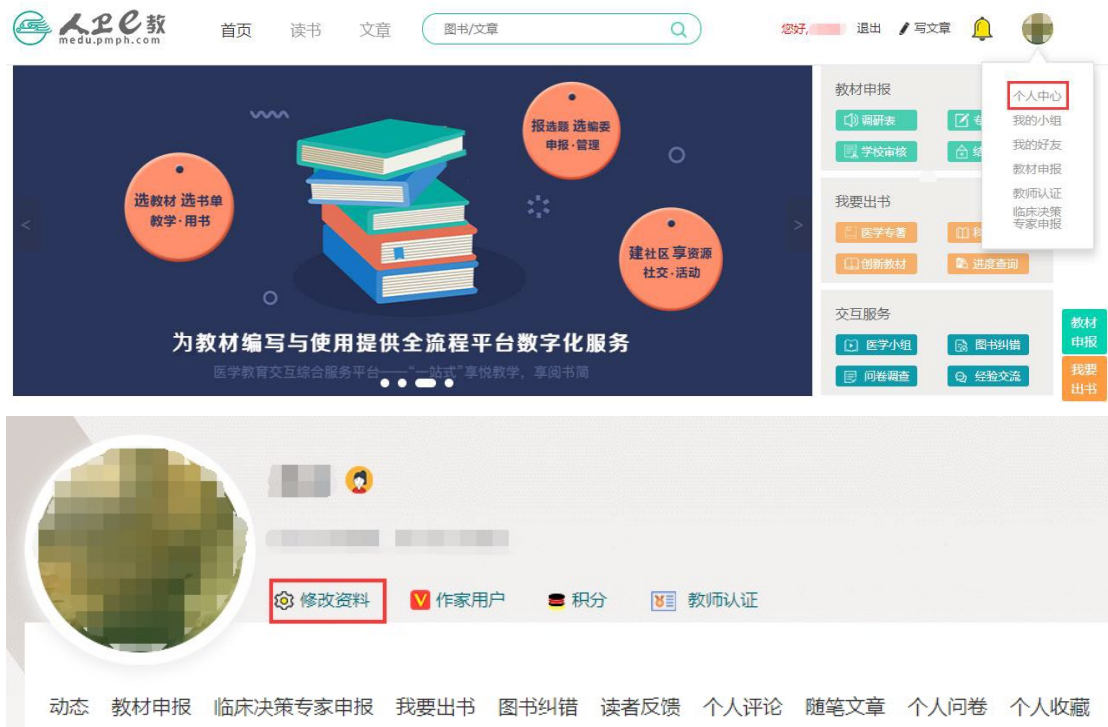 人卫e教
medu.pmph.com
首页 读书 文章 图书/文章 您好, 退出 写文章
报选题 选编委
申报·管理
选教材 选书单
教学·用书
建社区 享资源
社交·活动
为教材编写与使用提供全流程平台数字化服务
医学教育交互综合服务平台——“一站式”享悦教学，享阅书简
教材申报
调研表
学校审核
我要出书
医学专著
创新教材 进度查询
交互服务
医学小组 图书纠错
问卷调查 经验交流
个人中心
我的小组
我的好友
教材申报
教师认证
临床决策
专家申报
教材
申报
我要
出书
修改资料 V 作家用户 积分 教师认证
动态 教材申报 临床决策专家申报 我要出书 图书纠错 读者反馈 个人评论 随笔文章 个人问卷 个人收藏